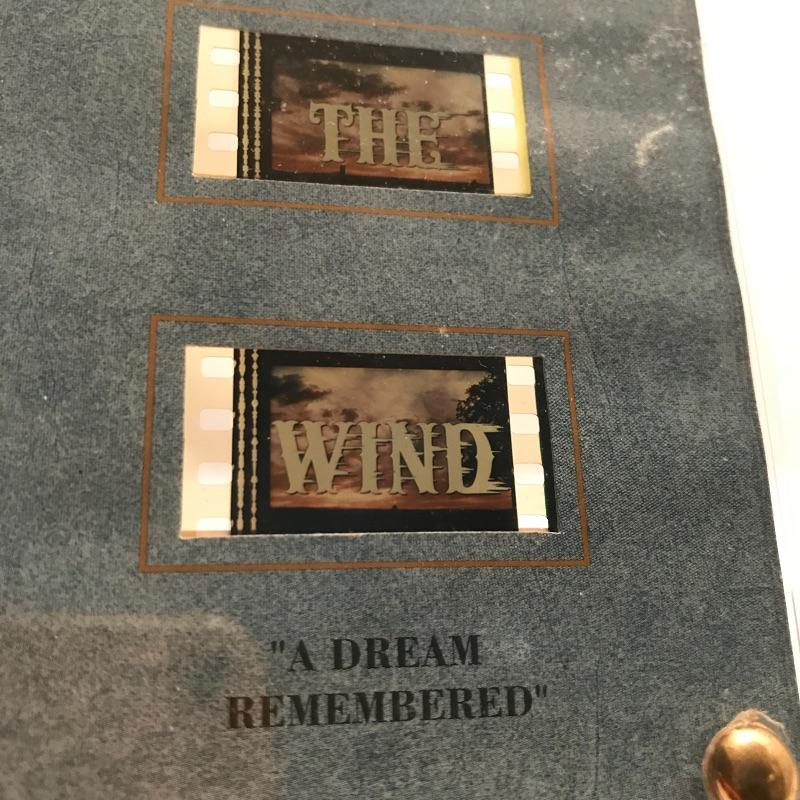 THE
WIND
"A DREAM
REMEMBERED"